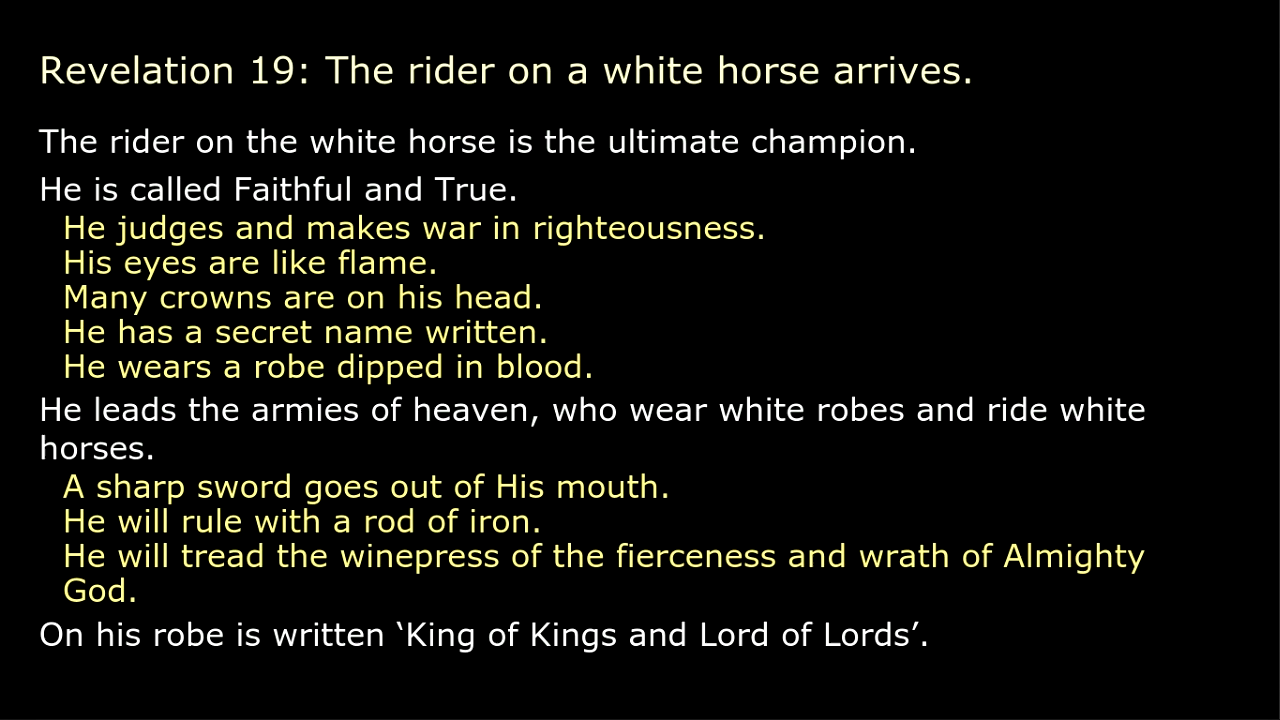 Revelation 19: The rider on a white horse arrives.
The rider on the white horse is the ultimate champion.
He is called Faithful and True.
He judges and makes war in righteousness.
His eyes are like flame.
Many crowns are on his head.
He has a secret name written.
He wears a robe dipped in blood.
He leads the armies of heaven, who wear white robes and ride white
horses.
A sharp sword goes out of His mouth.
He will rule with a rod of iron.
He will tread the winepress of the fierceness and wrath of Almighty
God.
On his robe is written ‘King of Kings and Lord of Lords’.